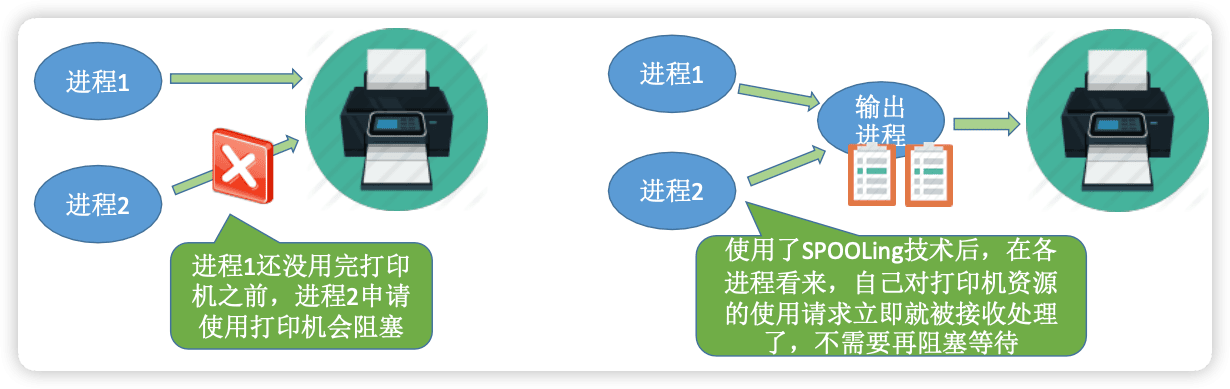 进程1
进程2
进程1还没用完打印
机之前，进程2申请
使用打印机会阻塞
进程1
进程2
输出
进程
使用了SPOOLing技术后，在各
进程看来，自己对打印机资源
的使用请求立即就被接收处理
了，不需要再阻塞等待